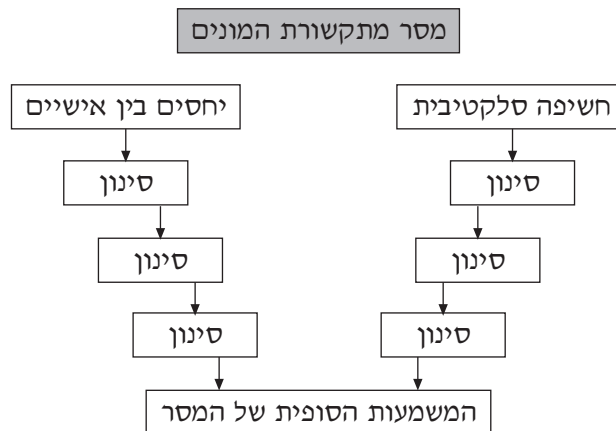 מסר מתקשורת המונים
חשיפה סלקטיבית
יחסים בין אישיים
סינון
סינון
סינון
סינון
סינון
סינון
המשמעות הסופית של המסר